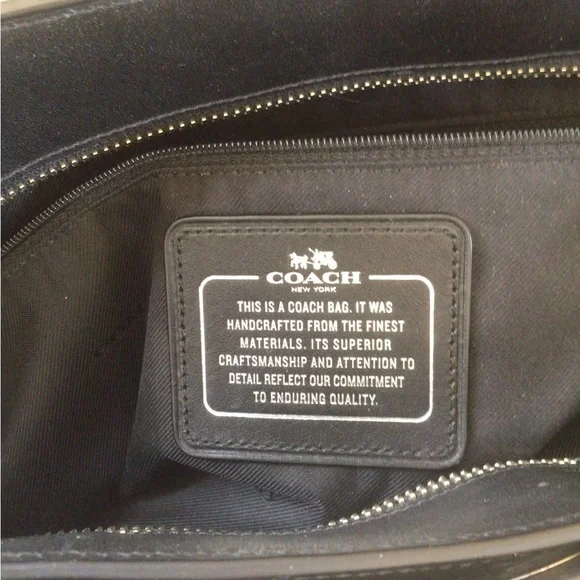 COACH
NEW YORK
THIS IS A COACH BAG. IT WAS
HANDCRAFTED FROM THE FINEST
MATERIALS. ITS SUPERIOR
CRAFTSMANSHIP AND ATTENTION TO
DETAIL REFLECT OUR COMMITMENT
TO ENDURING QUALITY.